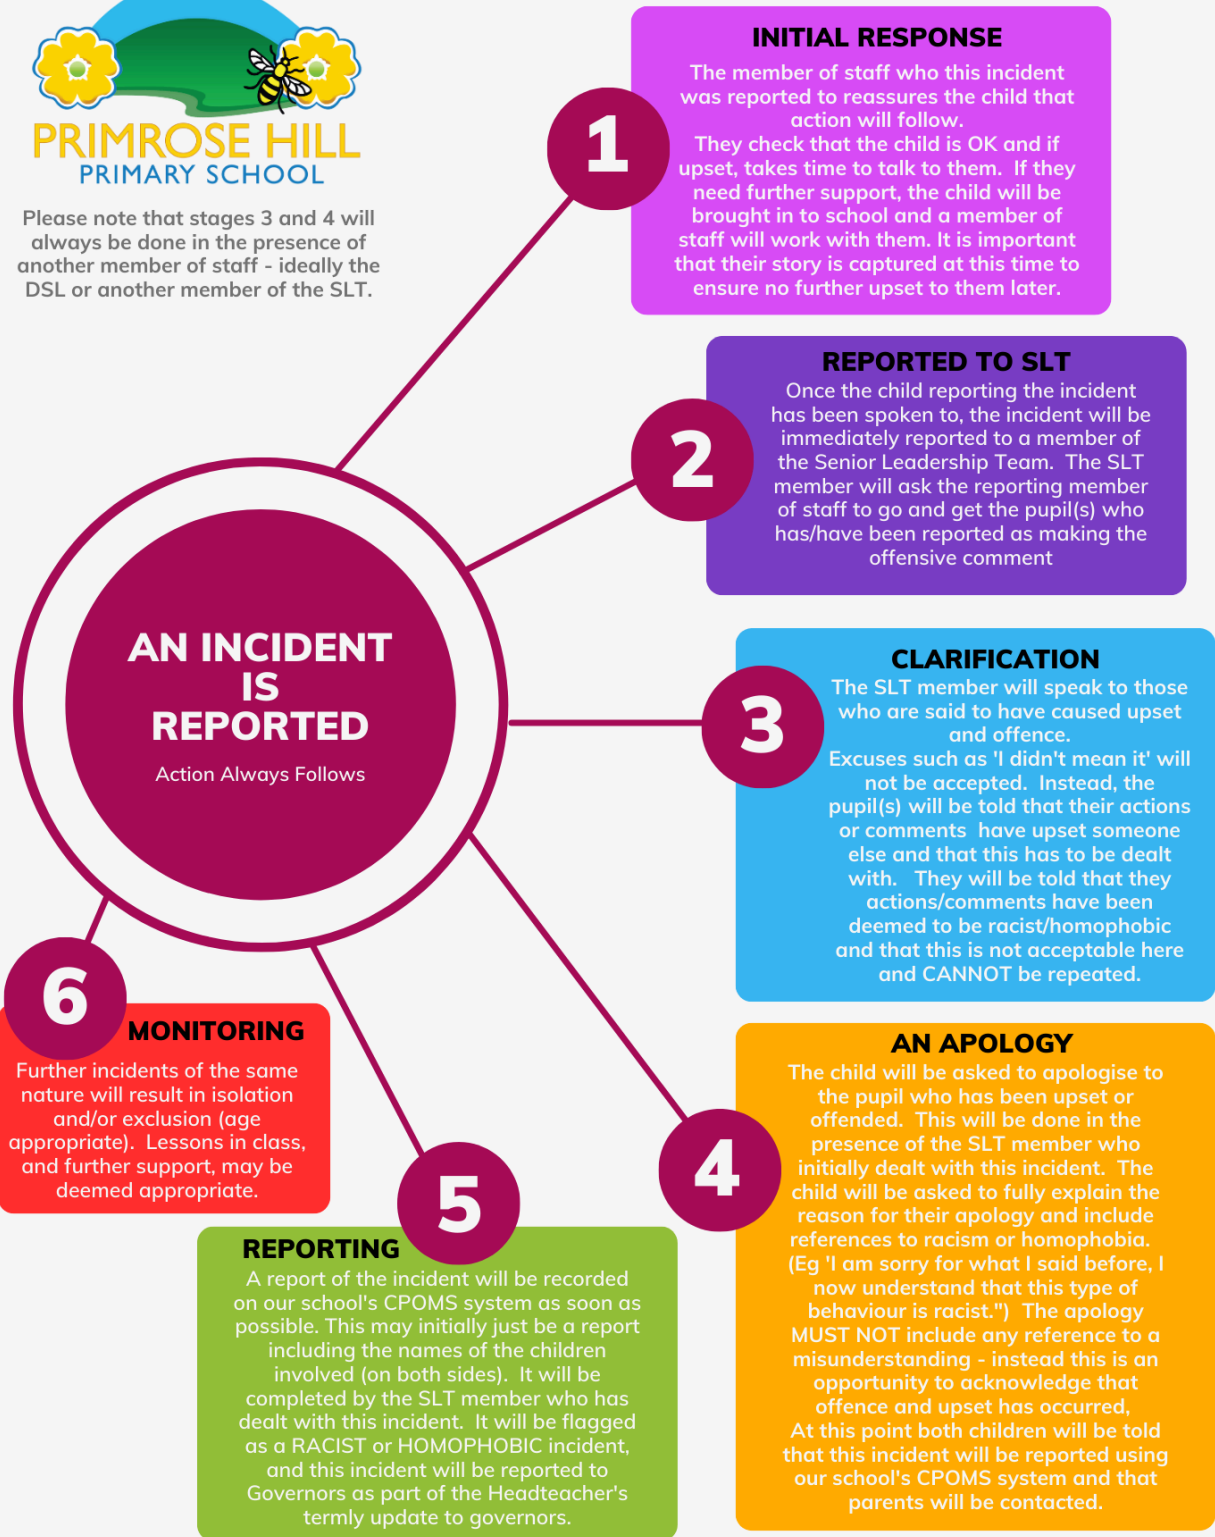 PRIMROSE HILL
PRIMARY SCHOOL
Please note that stages 3 and 4 will
always be done in the presence of
another member of staff - ideally the
DSL or another member of the SLT.
AN INCIDENT
IS
REPORTED
Action Always Follows
1
INITIAL RESPONSE
The member of staff who this incident
was reported to reassures the child that
action will follow.
They check that the child is OK and if
upset, takes time to talk to them.  If they
need further support, the child will be
brought in to school and a member of
staff will work with them. It is important
that their story is captured at this time to
ensure no further upset to them later.
2
REPORTED TO SLT
Once the child reporting the incident
has been spoken to, the incident will be
immediately reported to a member of
the Senior Leadership Team.  The SLT
member will ask the reporting member
of staff to go and get the pupil(s) who
has/have been reported as making the
offensive comment
3
CLARIFICATION
The SLT member will speak to those
who are said to have caused upset
and offence.
Excuses such as 'I didn't mean it' will
not be accepted.  Instead, the
pupil(s) will be told that their actions
or comments  have upset someone
else and that this has to be dealt
with.   They will be told that they
actions/comments have been
deemed to be racist/homophobic
and that this is not acceptable here
and CANNOT be repeated.
4
AN APOLOGY
The child will be asked to apologise to
the pupil who has been upset or
offended.  This will be done in the
presence of the SLT member who
initially dealt with this incident.  The
child will be asked to fully explain the
reason for their apology and include
references to racism or homophobia.
(Eg 'I am sorry for what I said before, I
now understand that this type of
behaviour is racist.")  The apology
MUST NOT include any reference to a
misunderstanding - instead this is an
opportunity to acknowledge that
offence and upset has occurred,
At this point both children will be told
that this incident will be reported using
our school's CPOMS system and that
parents will be contacted.
5
REPORTING
A report of the incident will be recorded
on our school's CPOMS system as soon as
possible. This may initially just be a report
including the names of the children
involved (on both sides).  It will be
completed by the SLT member who has
dealt with this incident.  It will be flagged
as a RACIST or HOMOPHOBIC incident,
and this incident will be reported to
Governors as part of the Headteacher's
termly update to governors.
6
MONITORING
Further incidents of the same
nature will result in isolation
and/or exclusion (age
appropriate).  Lessons in class,
and further support, may be
deemed appropriate.